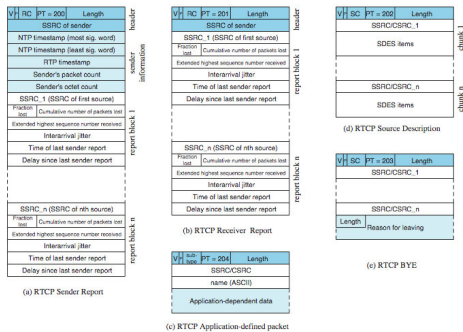 V P RC PT = 200 Length
SSRC of sender
NTP timestamp (most sig. word)
NTP timestamp (least sig. word)
RTP timestamp
Sender's packet count
Sender's octet count
SSRC_1 (SSRC of first source)
Fraction lost Cumulative number of packets lost
Extended highest sequence number received
Interarrival jitter
Time of last sender report
Delay since last sender report
SSRC_n (SSRC of nth source)
Fraction lost Cumulative number of packets lost
Extended highest sequence number received
Interarrival jitter
Time of last sender report
Delay since last sender report
header
sender information
report block 1
report block n
(a) RTCP Sender Report
V P RC PT = 201 Length
SSRC of sender
SSRC_1 (SSRC of first source)
Fraction lost Cumulative number of packets lost
Extended highest sequence number received
Interarrival jitter
Time of last sender report
Delay since last sender report
SSRC_n (SSRC of nth source)
Fraction lost Cumulative number of packets lost
Extended highest sequence number received
Interarrival jitter
Time of last sender report
Delay since last sender report
header
report block 1
report block n
(b) RTCP Receiver Report
V P sub-type PT = 204 Length
SSRC/CSRC
name (ASCII)
Application-dependent data
(c) RTCP Application-defined packet
V P SC PT = 202 Length
SSRC/CSRC_1
SDES items
SSRC/CSRC_n
SDES items
header
chunk 1
chunk n
(d) RTCP Source Description
V P SC PT = 203 Length
SSRC/CSRC_1
SSRC/CSRC_n
Length Reason for leaving
(e) RTCP BYE